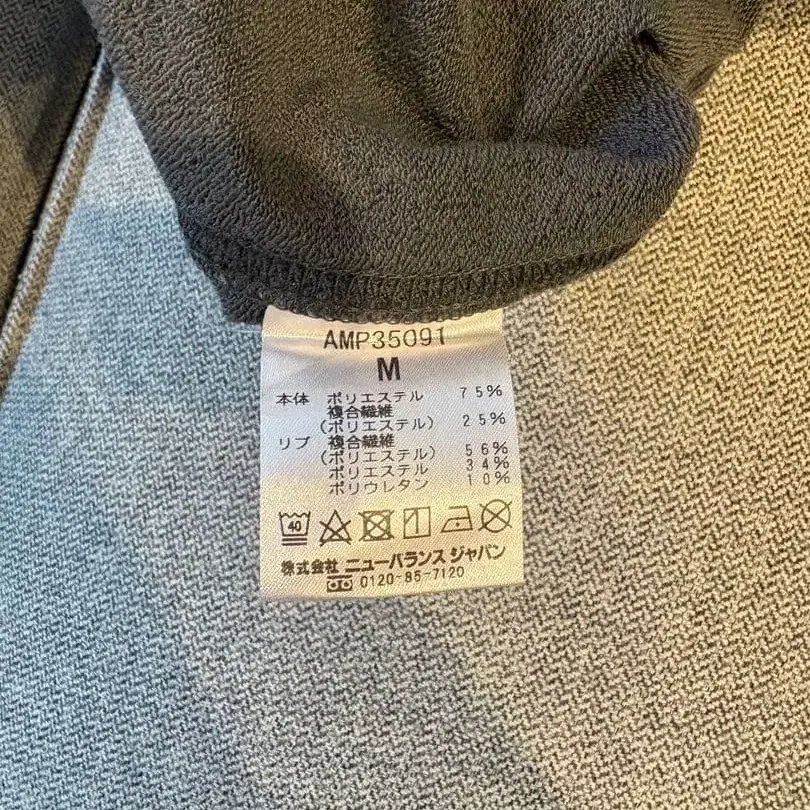 AMP35091
M
本体 ポリエステル 75%
複合繊維
(ポリエステル) 25%
リブ 複合繊維
(ポリエステル) 56%
ポリエステル 34%
ポリウレタン 10%
40
株式会社 ニューバランス ジャパン
0120-85-7120